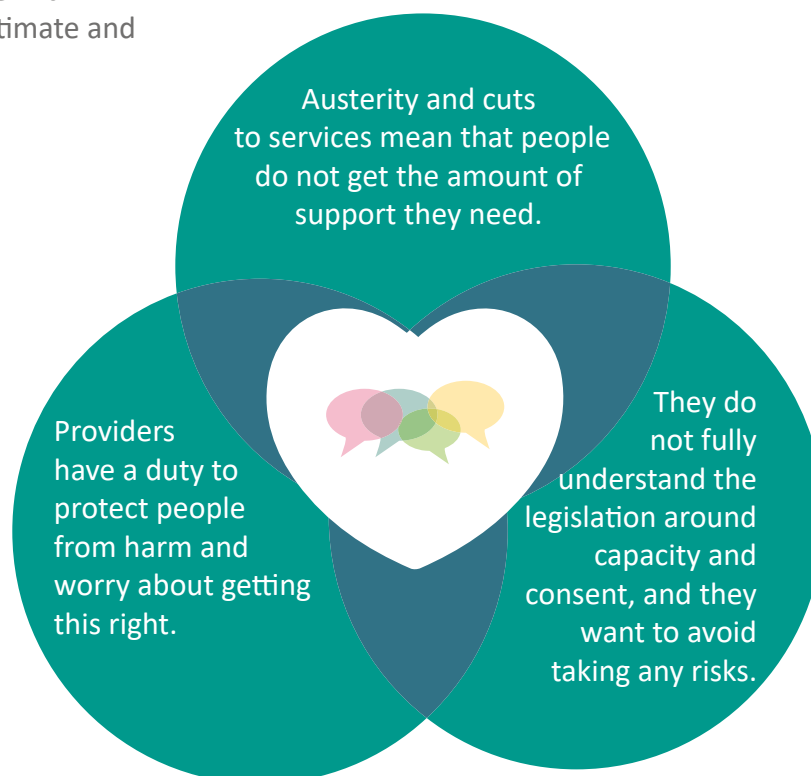 timate and
Austerity and cuts
to services mean that people
do not get the amount of
support they need.
Providers
have a duty to
protect people
from harm and
worry about getting
this right.
They do
not fully
understand the
legislation around
capacity and
consent, and they
want to avoid
taking any risks.